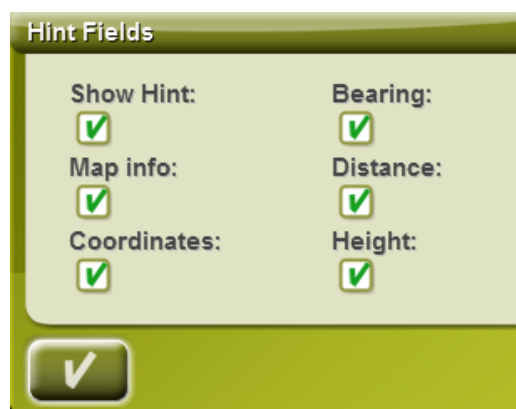 Hint Fields
Show Hint: Bearing:
Map info: Distance:
Coordinates: Height: